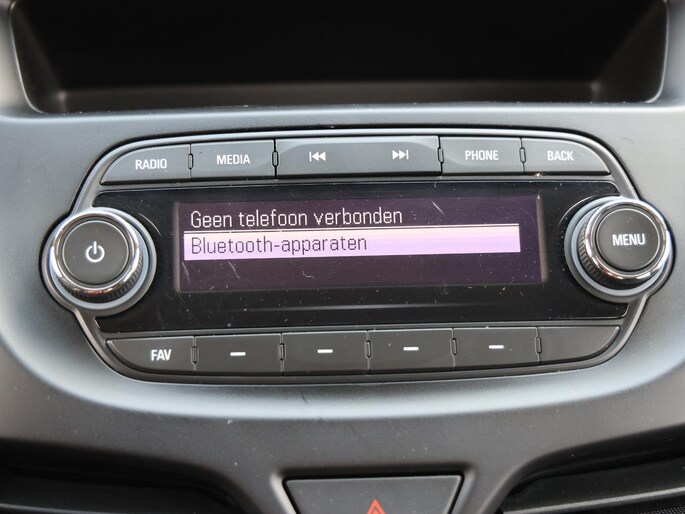 RADIO MEDIA PHONE BACK
Geen telefoon verbonden
Bluetooth-apparaten
MENU
FAV